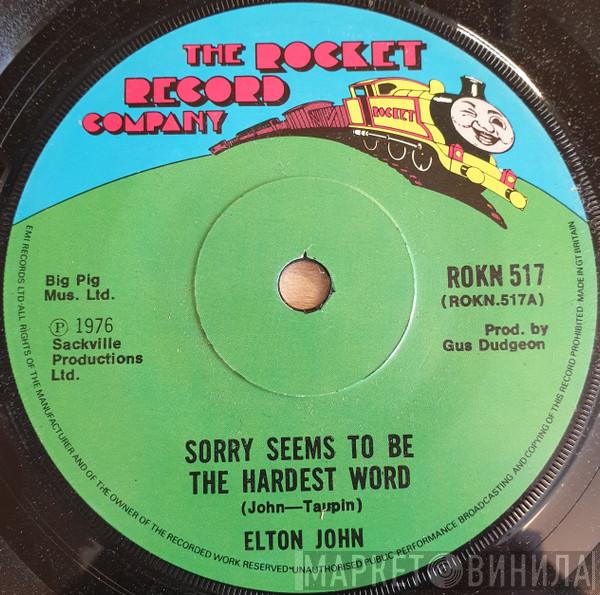 THE ROCKET
RECORD
COMPANY
ROCKET
Big Pig
Mus. Ltd.
℗ 1976
Sackville
Productions
Ltd.
ROKN 517
(ROKN.517A)
Prod. by
Gus Dudgeon
SORRY SEEMS TO BE
THE HARDEST WORD
(John—Taupin)
ELTON JOHN
EMI RECORDS LTD·ALL RIGHTS OF THE MANUFACTURER AND OF THE OWNER OF THE RECORDED WORK RESERVED·UNAUTHORISED PUBLIC PERFORMANCE BROADCASTING AND COPYING OF THIS RECORD PROHIBITED· MADE IN GT BRITAIN
МАРКЕТ ВИНИЛА